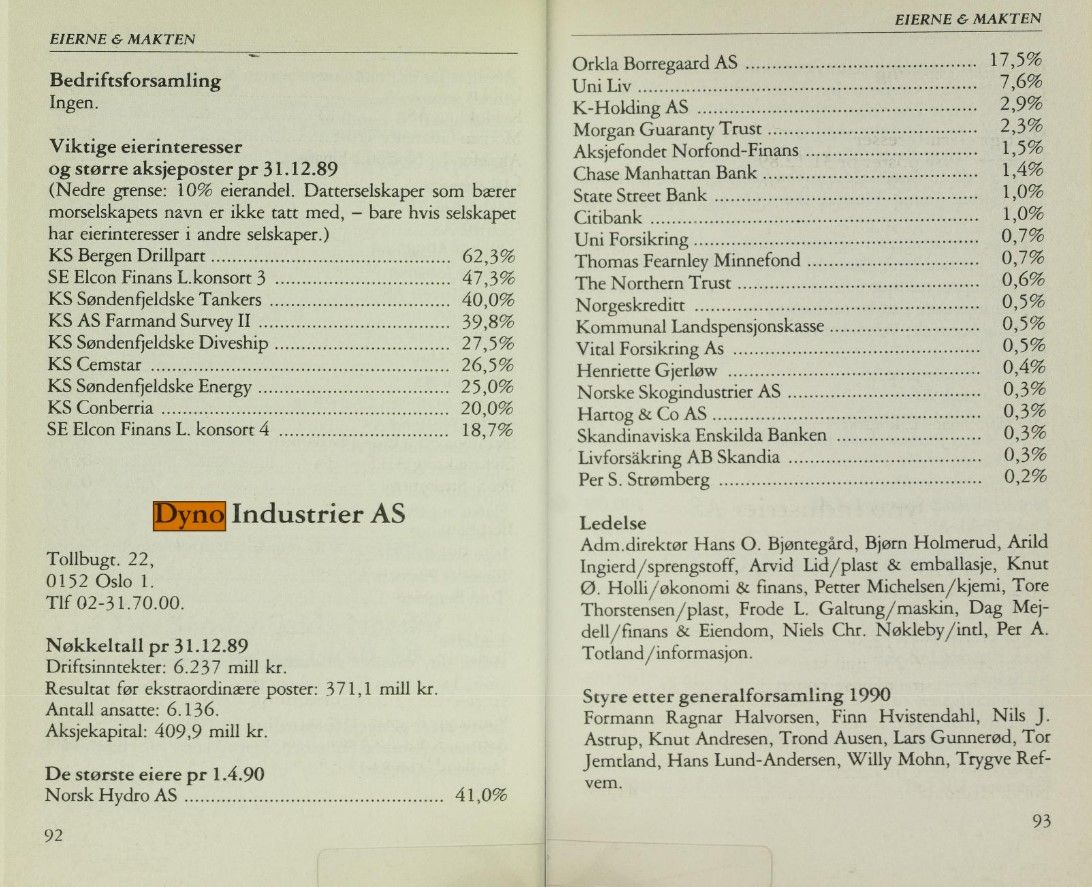 EIERNE & MAKTEN
Bedriftsforsamling
Ingen.
Viktige eierinteresser
og større aksjeposter pr 31.12.89
(Nedre grense: 10% eierandel. Datterselskaper som bærer
morselskapets navn er ikke tatt med, – bare hvis selskapet
har eierinteresser i andre selskaper.)
KS Bergen Drillpart ........................................ 62,3%
SE Elcon Finans L.konsort 3 ............................. 47,3%
KS Søndenfjeldske Tankers ............................... 40,0%
KS AS Farmand Survey II ................................. 39,8%
KS Søndenfjeldske Diveship .............................. 27,5%
KS Cemstar .................................................. 26,5%
KS Søndenfjeldske Energy ................................ 25,0%
KS Conberria ................................................ 20,0%
SE Elcon Finans L. konsort 4 ............................ 18,7%
Dyno Industrier AS
Tollbugt. 22,
0152 Oslo 1.
Tlf 02-31.70.00.
Nøkkeltall pr 31.12.89
Driftsinntekter: 6.237 mill kr.
Resultat før ekstraordinære poster: 371,1 mill kr.
Antall ansatte: 6.136.
Aksjekapital: 409,9 mill kr.
De største eiere pr 1.4.90
Norsk Hydro AS ............................................ 41,0%
92
EIERNE & MAKTEN
Orkla Borregaard AS ....................................... 17,5%
Uni Liv ......................................................... 7,6%
K-Holding AS ................................................ 2,9%
Morgan Guaranty Trust ................................... 2,3%
Aksjefondet Norfond-Finans ............................. 1,5%
Chase Manhattan Bank .................................... 1,4%
State Street Bank ............................................ 1,0%
Citibank ....................................................... 1,0%
Uni Forsikring ................................................ 0,7%
Thomas Fearnley Minnefond ............................. 0,7%
The Northern Trust ......................................... 0,6%
Norgeskreditt ................................................ 0,5%
Kommunal Landspensjonskasse ......................... 0,5%
Vital Forsikring As .......................................... 0,5%
Henriette Gjerløw ........................................... 0,4%
Norske Skogindustrier AS ................................ 0,3%
Hartog & Co AS ............................................. 0,3%
Skandinaviska Enskilda Banken ........................ 0,3%
Livforsäkring AB Skandia ................................. 0,3%
Per S. Strømberg ............................................ 0,2%
Ledelse
Adm.direktør Hans O. Bjøntegård, Bjørn Holmerud, Arild
Ingierd/sprengstoff, Arvid Lid/plast & emballasje, Knut
Ø. Holli/økonomi & finans, Petter Michelsen/kjemi, Tore
Thorstensen/plast, Frode L. Galtung/maskin, Dag Mej-
dell/finans & Eiendom, Niels Chr. Nøkleby/intl, Per A.
Totland/informasjon.
Styre etter generalforsamling 1990
Formann Ragnar Halvorsen, Finn Hvistendahl, Nils J.
Astrup, Knut Andresen, Trond Ausen, Lars Gunnerød, Tor
Jemtland, Hans Lund-Andersen, Willy Mohn, Trygve Ref-
vem.
93